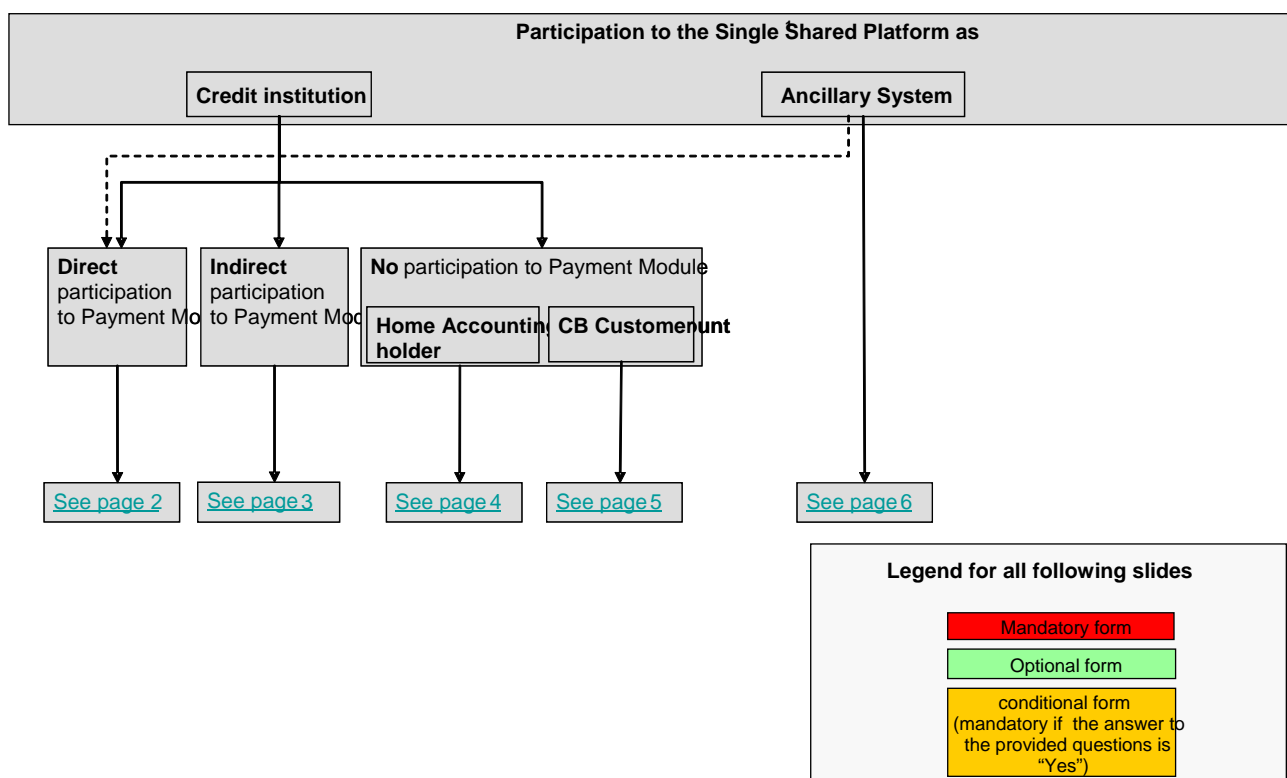 Participation to the Single Shared Platform as
Credit institution
Ancillary System
Direct
participation
to Payment Mo
Indirect
participation
to Payment Mod
No participation to Payment Module
Home Accounting
holder
CB Customer
unt
See page 2
See page 3
See page 4
See page 5
See page 6
Legend for all following slides
Mandatory form
Optional form
conditional form
(mandatory if the answer to
the provided questions is
“Yes”)